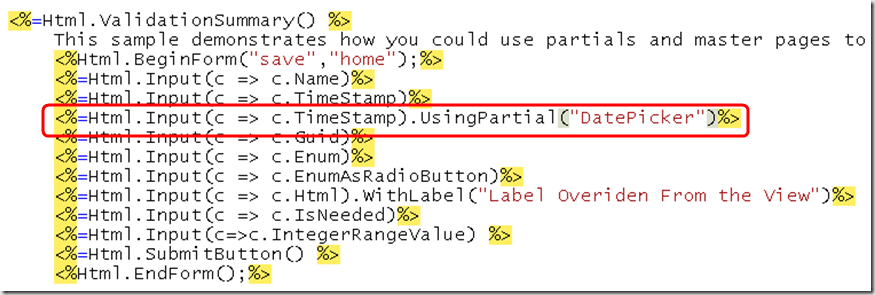 <%=Html.ValidationSummary() %>
This sample demonstrates how you could use partials and master pages to
<%Html.BeginForm("save","home");%>
<%=Html.Input(c => c.Name)%>
<%=Html.Input(c => c.TimeStamp)%>
<%=Html.Input(c => c.TimeStamp).UsingPartial("DatePicker")%>
<%=Html.Input(c => c.Guid)%>
<%=Html.Input(c => c.Enum)%>
<%=Html.Input(c => c.EnumAsRadioButton)%>
<%=Html.Input(c => c.Html).WithLabel("Label Overiden From the View")%>
<%=Html.Input(c => c.IsNeeded)%>
<%=Html.Input(c=>c.IntegerRangeValue) %>
<%=Html.SubmitButton() %>
<%Html.EndForm();%>